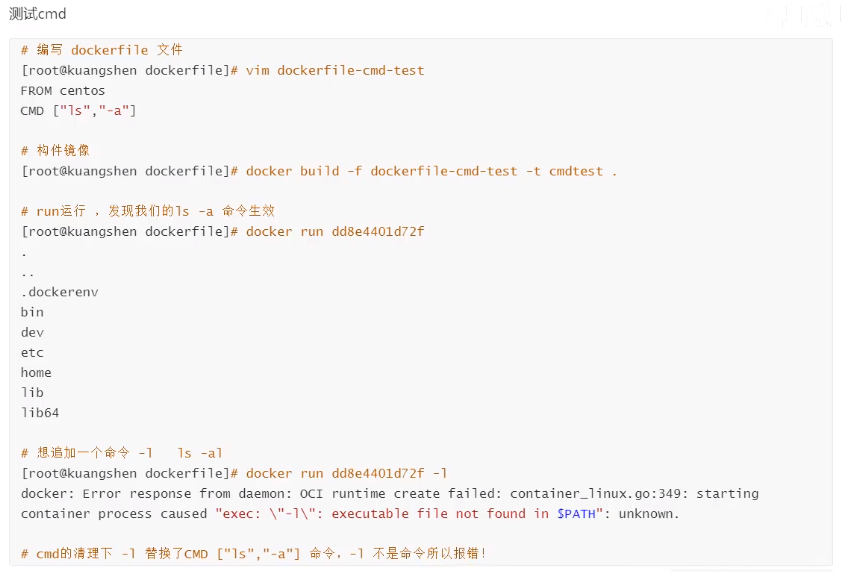 测试cmd
# 编写 dockerfile 文件
[root@kuangshen dockerfile]# vim dockerfile-cmd-test
FROM centos
CMD ["ls","-a"]
# 构件镜像
[root@kuangshen dockerfile]# docker build -f dockerfile-cmd-test -t cmdtest .
# run运行 ，发现我们的ls -a 命令生效
[root@kuangshen dockerfile]# docker run dd8e4401d72f
.
..
.dockerenv
bin
dev
etc
home
lib
lib64
# 想追加一个命令 -l   ls -al
[root@kuangshen dockerfile]# docker run dd8e4401d72f -l
docker: Error response from daemon: OCI runtime create failed: container_linux.go:349: starting
container process caused "exec: \"-l\": executable file not found in $PATH": unknown.
# cmd的清理下 -l 替换了CMD ["ls","-a"] 命令，-l 不是命令所以报错！